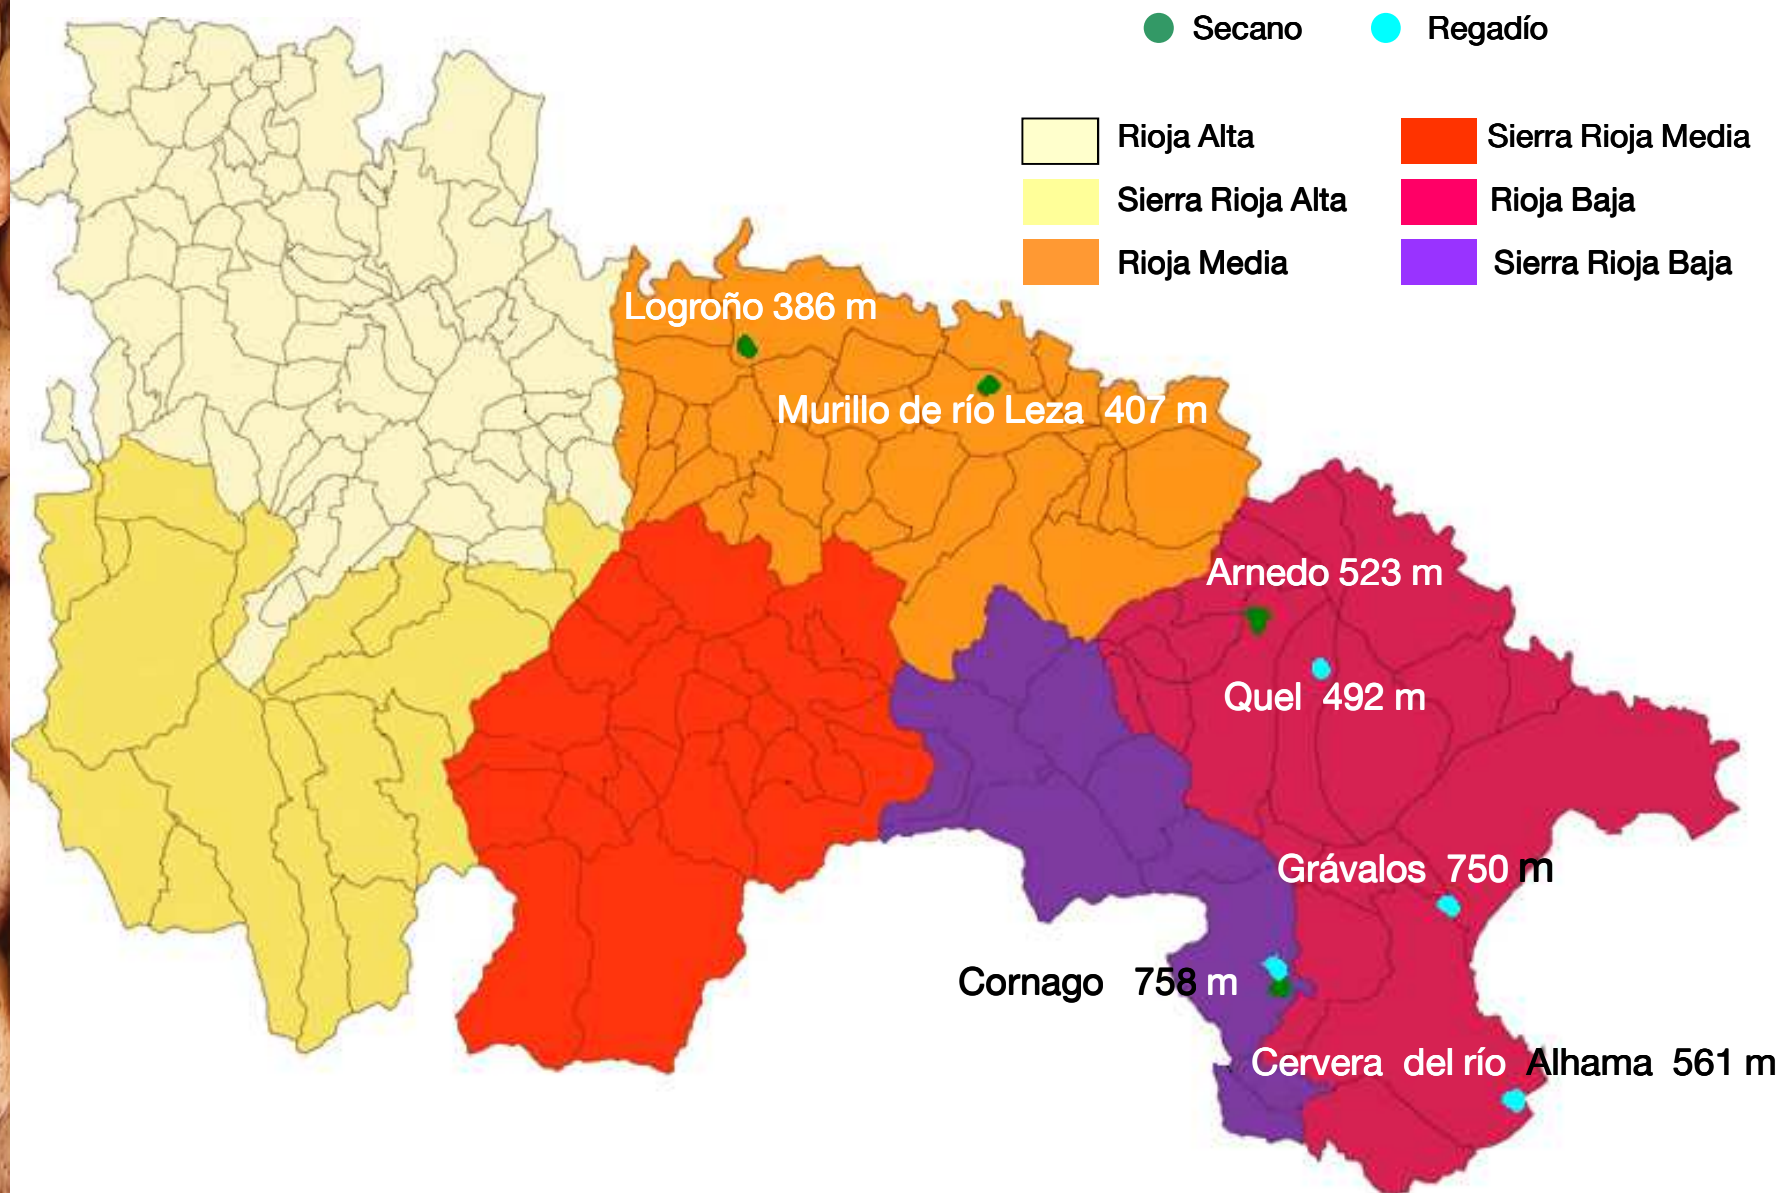 Secano
Regadío
Rioja Alta
Sierra Rioja Media
Sierra Rioja Alta
Rioja Baja
Rioja Media
Sierra Rioja Baja
Logroño 386 m
Murillo de río Leza 407 m
Arnedo 523 m
Quel 492 m
Grávalos 750 m
Cornago 758 m
Cervera del río Alhama 561 m